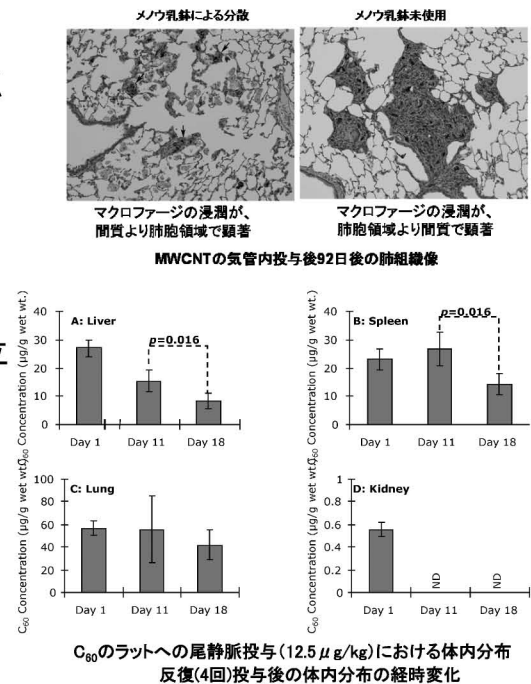 メノウ乳鉢による分散
メノウ乳鉢未使用
マクロファージの浸潤が、
間質より肺胞領域で顕著
マクロファージの浸潤が、
肺胞領域より間質で顕著
MWCNTの気管内投与後92日後の肺組織像
C60 Concentration (μg/g wet wt.)
40
30
20
10
0
A: Liver
p=0.016
Day 1
Day 11
Day 18
C60 Concentration (μg/g wet wt.)
40
30
20
10
0
B: Spleen
p=0.016
Day 1
Day 11
Day 18
C60 Concentration (μg/g wet wt.)
100
80
60
40
20
0
C: Lung
Day 1
Day 11
Day 18
C60 Concentration (μg/g wet wt.)
1
0.8
0.6
0.4
0.2
0
D: Kidney
ND
ND
Day 1
Day 11
Day 18
C60のラットへの尾静脈投与(12.5μg/kg)における体内分布
反復(4回)投与後の体内分布の経時変化